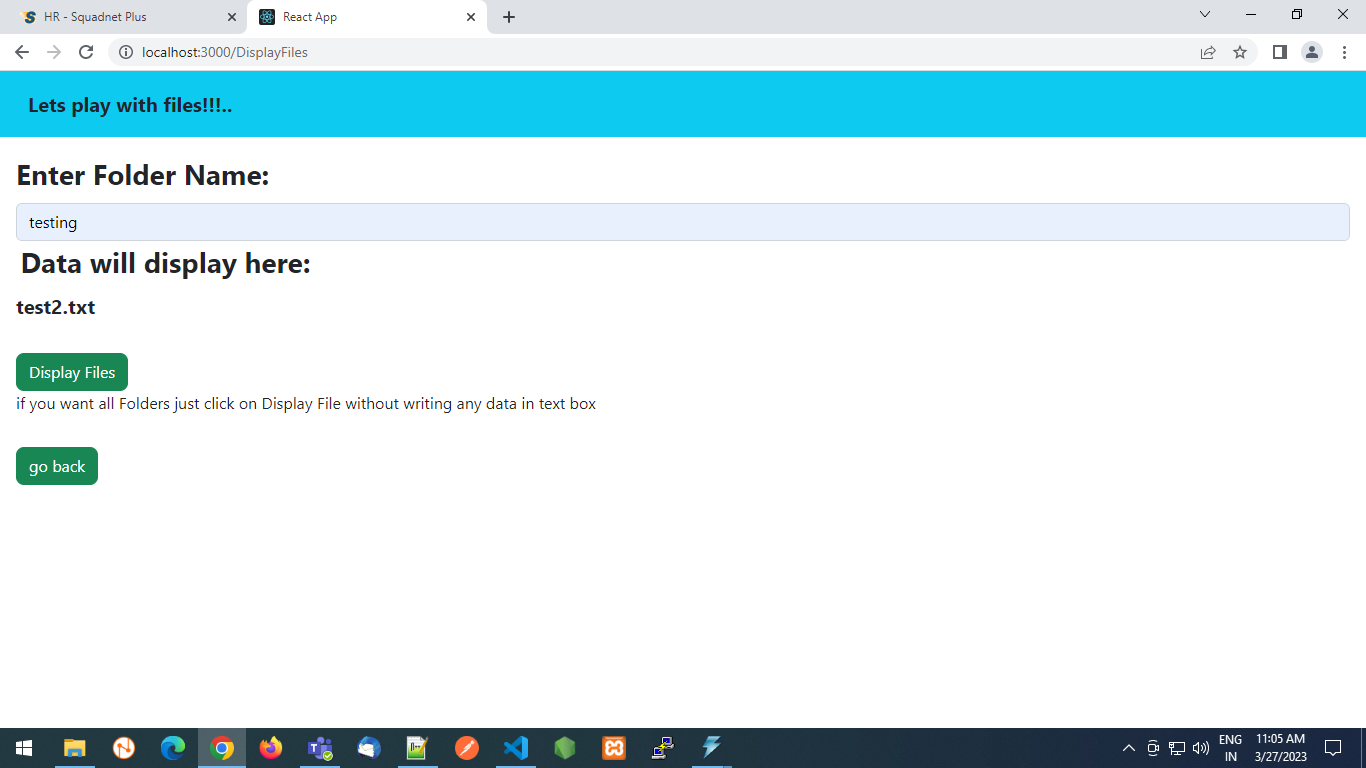 HR - Squadnet Plus
React App
localhost:3000/DisplayFiles
Lets play with files!!!..
Enter Folder Name:
testing
Data will display here:
test2.txt
Display Files
if you want all Folders just click on Display File without writing any data in text box
go back
ENG
IN
11:05 AM
3/27/2023